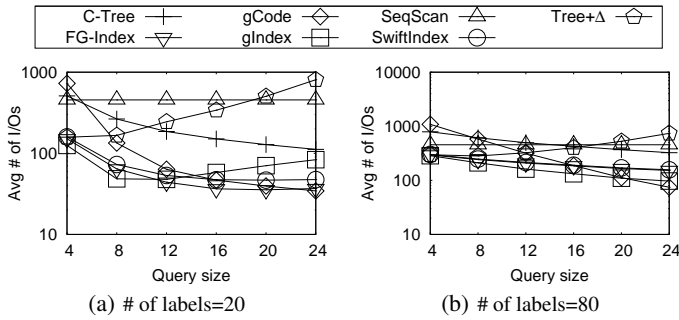 C-Tree gCode SeqScan Tree+Δ
FG-Index gIndex SwiftIndex
Avg # of I/Os
1000
100
10
4 8 12 16 20 24
Query size
(a) # of labels=20
Avg # of I/Os
10000
1000
100
10
4 8 12 16 20 24
Query size
(b) # of labels=80